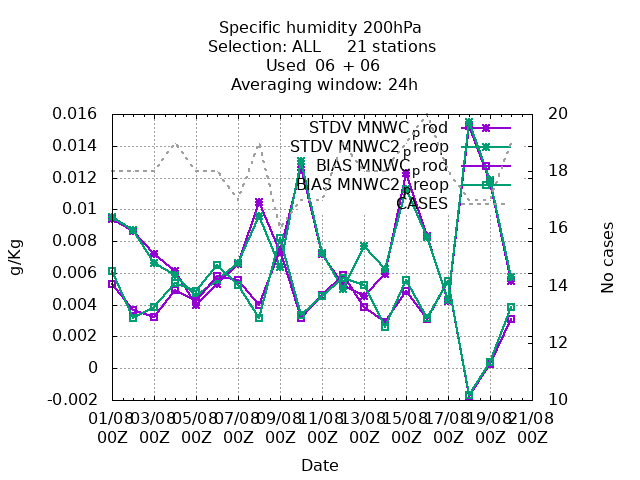 Specific humidity 200hPa
Selection: ALL 21 stations
Used 06 + 06
Averaging window: 24h
0.016
0.014
0.012
0.01
0.008
0.006
0.004
0.002
0
-0.002
20
18
16
14
12
10
g/Kg
No cases
STDV MNWC_prod
STDV MNWC2_preop
BIAS MNWC_prod
BIAS MNWC2_preop
CASES
01/08 03/08 05/08 07/08 09/08 11/08 13/08 15/08 17/08 19/08 21/08
00Z 00Z 00Z 00Z 00Z 00Z 00Z 00Z 00Z 00Z 00Z
Date